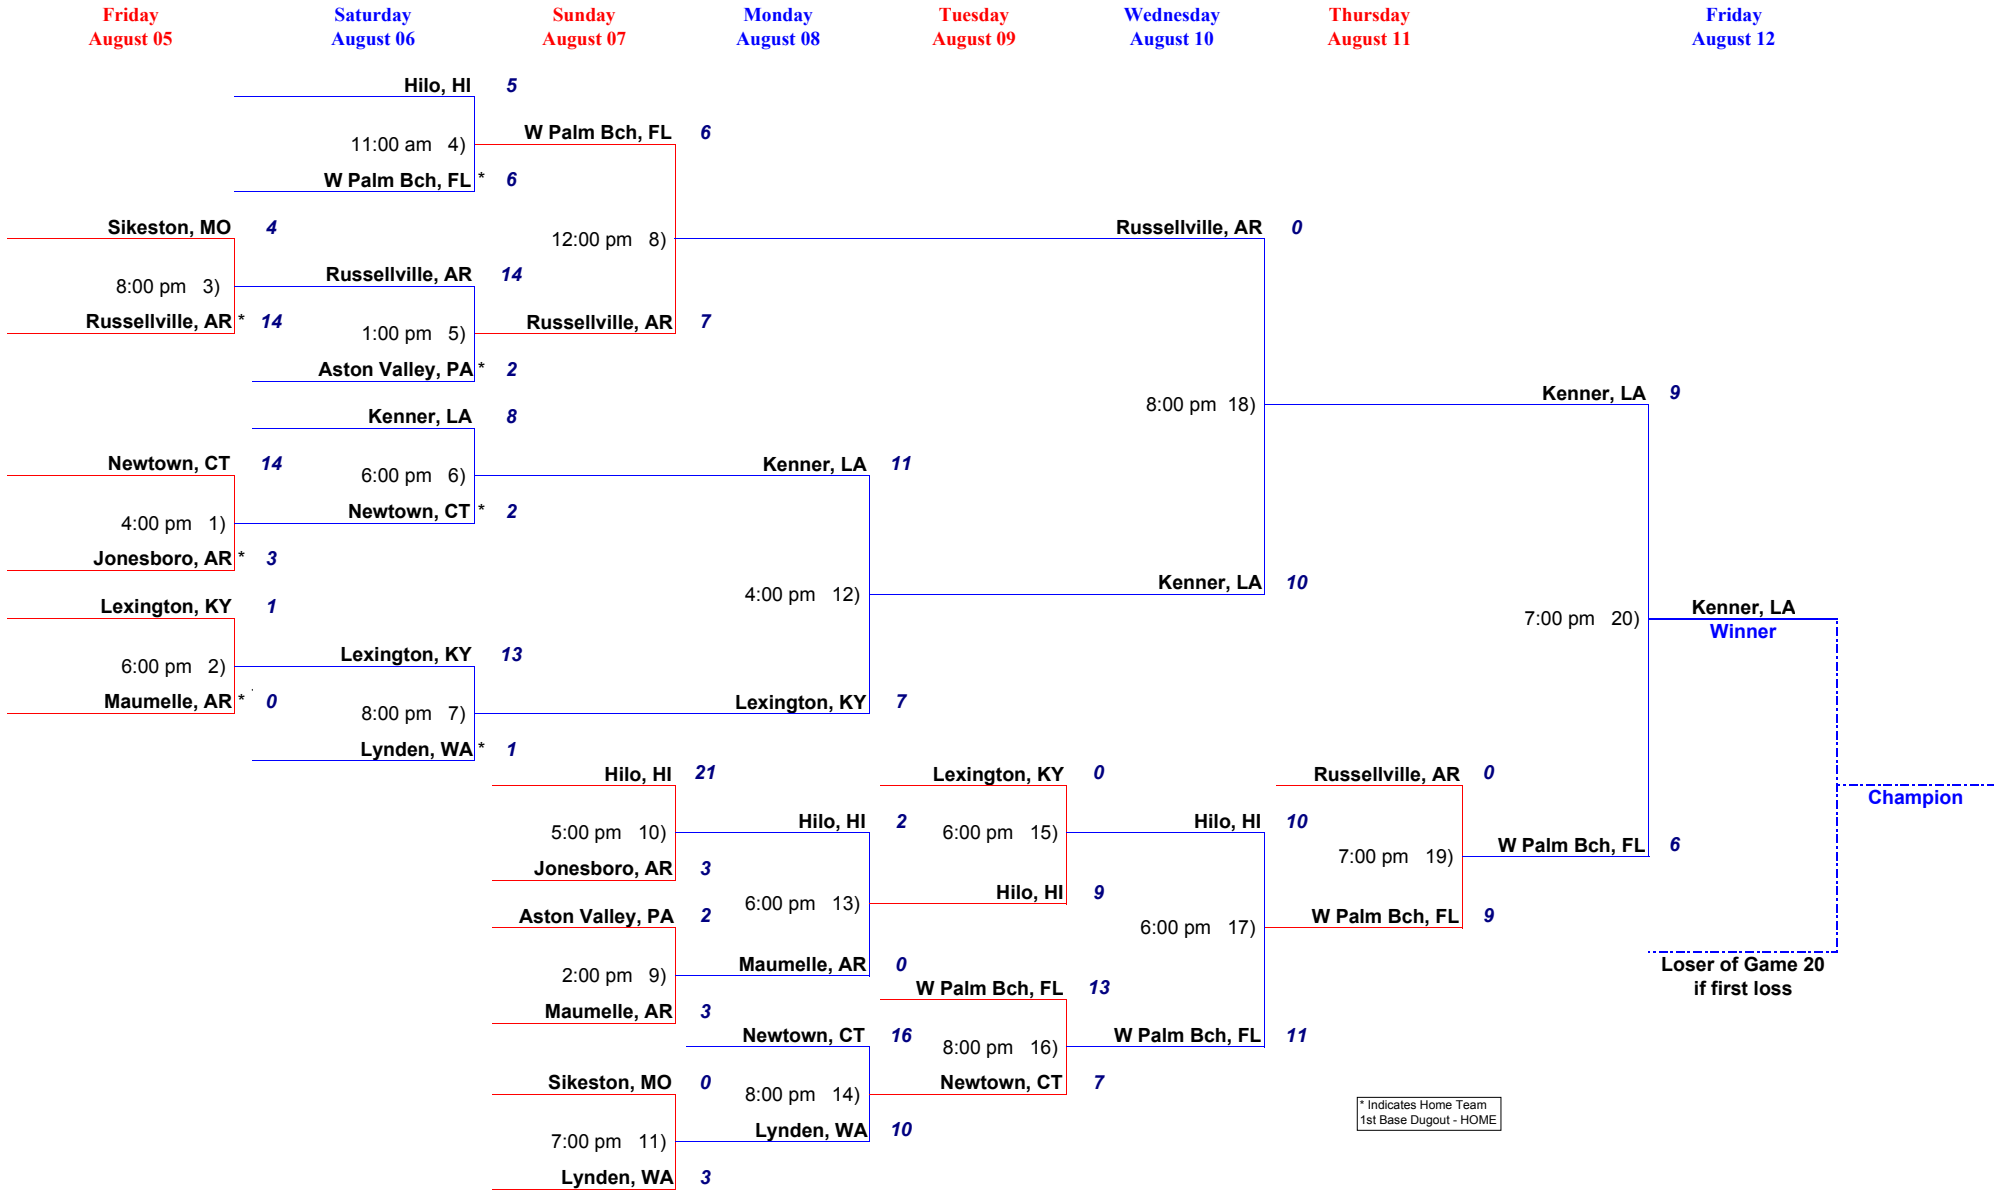 Friday
August 05
Saturday
August 06
Sunday
August 07
Monday
August 08
Tuesday
August 09
Wednesday
August 10
Thursday
August 11
Friday
August 12
Hilo, HI 5
11:00 am 4)
W Palm Bch, FL * 6
W Palm Bch, FL 6
Sikeston, MO 4
8:00 pm 3)
Russellville, AR * 14
12:00 pm 8)
Russellville, AR 14
1:00 pm 5)
Aston Valley, PA * 2
Russellville, AR 7
Russellville, AR 0
8:00 pm 18)
Kenner, LA 9
Kenner, LA 8
6:00 pm 6)
Newtown, CT * 2
Newtown, CT 14
4:00 pm 1)
Jonesboro, AR * 3
Kenner, LA 11
4:00 pm 12)
Kenner, LA 10
Lexington, KY 1
6:00 pm 2)
Maumelle, AR * 0
Lexington, KY 13
8:00 pm 7)
Lynden, WA * 1
Lexington, KY 7
7:00 pm 20)
Kenner, LA
Winner
Hilo, HI 21
5:00 pm 10)
Jonesboro, AR 3
Hilo, HI 2
6:00 pm 13)
Maumelle, AR 0
Lexington, KY 0
6:00 pm 15)
Hilo, HI 9
Hilo, HI 10
6:00 pm 17)
W Palm Bch, FL 11
Russellville, AR 0
7:00 pm 19)
W Palm Bch, FL 9
W Palm Bch, FL 6
Champion
Aston Valley, PA 2
2:00 pm 9)
Maumelle, AR 3
W Palm Bch, FL 13
8:00 pm 16)
Newtown, CT 7
Newtown, CT 16
8:00 pm 14)
Lynden, WA 10
Sikeston, MO 0
7:00 pm 11)
Lynden, WA 3
Loser of Game 20
if first loss
* Indicates Home Team
1st Base Dugout - HOME